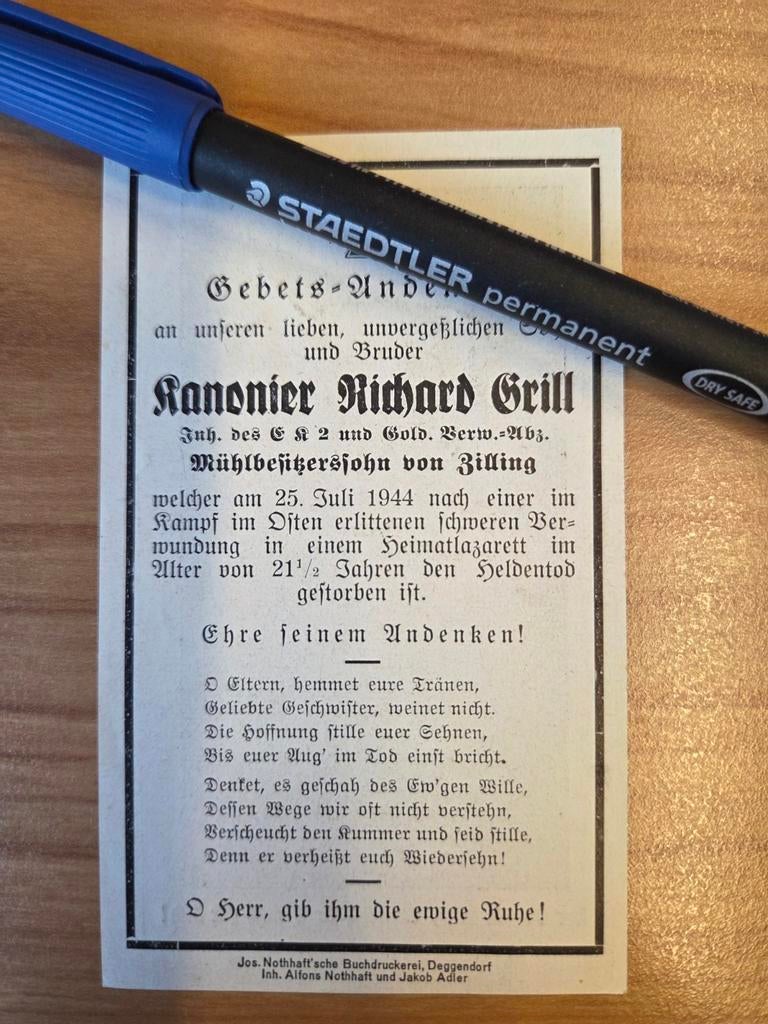 STAEDTLER permanent
DRY SAFE
Gebets-Anden
an unseren lieben, unvergeßlichen
und Bruder
Kanonier Richard Grill
Inh. des E K 2 und Gold. Verw.-Abz.
Mühlbesitzerssohn von Zilling
welcher am 25. Juli 1944 nach einer im
Kampf im Osten erlittenen schweren Ver-
wundung in einem Heimatlazarett im
Alter von 21 1/2 Jahren den Heldentod
gestorben ist.
Ehre seinem Andenken!
O Eltern, hemmet eure Tränen,
Geliebte Geschwister, weinet nicht.
Die Hoffnung stille euer Sehnen,
Bis euer Aug' im Tod einst bricht.
Denket, es geschah des Ew'gen Wille,
Dessen Wege wir oft nicht verstehn,
Verscheucht den Kummer und seid stille,
Denn er verheißt euch Wiedersehn!
O Herr, gib ihm die ewige Ruhe!
Jos. Nothhaft'sche Buchdruckerei, Deggendorf
Inh. Alfons Nothhaft und Jakob Adler